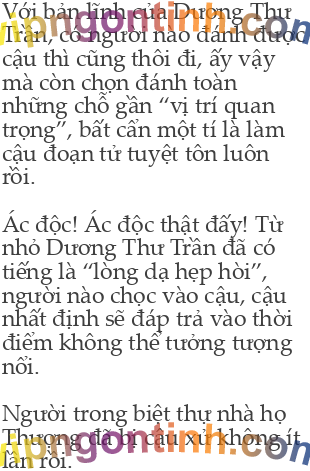 Với bản lĩnh của Dương Thư
Trần, có người nào đánh được
cậu thì cũng thôi đi, ấy vậy
mà còn chọn đánh toàn
những chỗ gần “vị trí quan
trọng”, bất cẩn một tí là làm
cậu đoạn tử tuyệt tôn luôn
rồi.
Ác độc! Ác độc thật đấy! Từ
nhỏ Dương Thư Trần đã có
tiếng là “lòng dạ hẹp hòi”,
người nào chọc vào cậu, cậu
nhất định sẽ đáp trả vào thời
điểm không thể tưởng tượng
nổi.
Người trong biệt thự nhà họ
Thượng đã bị cậu xử không ít
lần rồi.
mpngontinh.com
mpngontinh.com